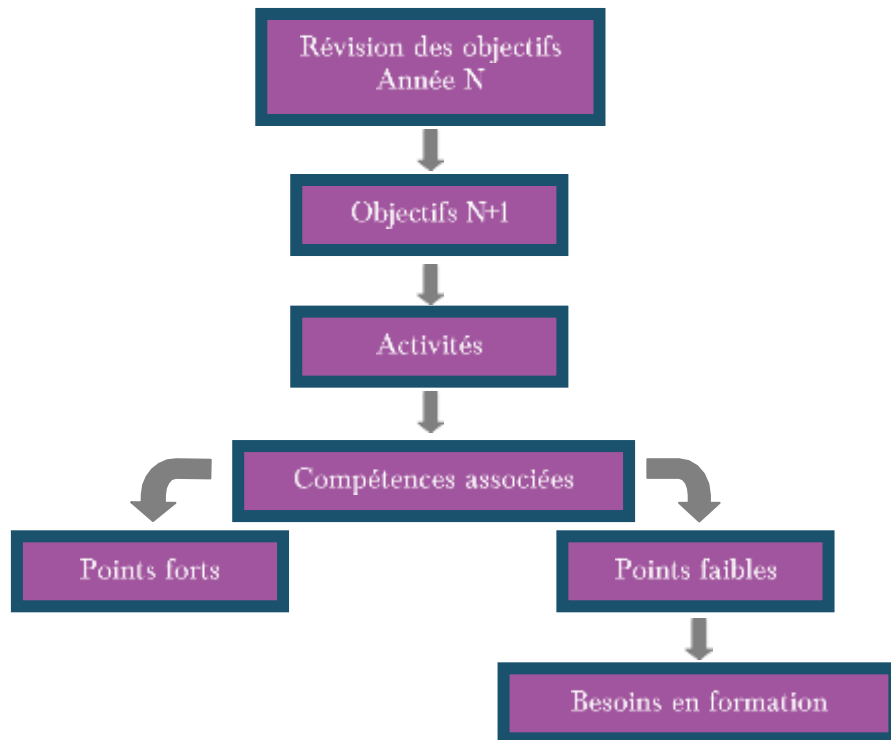 Révision des objectifs
Année N
Objectifs N+1
Activités
Compétences associées
Points forts
Points faibles
Besoins en formation